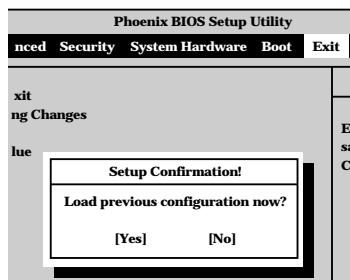 Phoenix BIOS Setup Utility
nced Security System Hardware Boot Exit
xit
ng Changes
lue
E
sa
C
Setup Confirmation!
Load previous configuration now?
[Yes] [No]